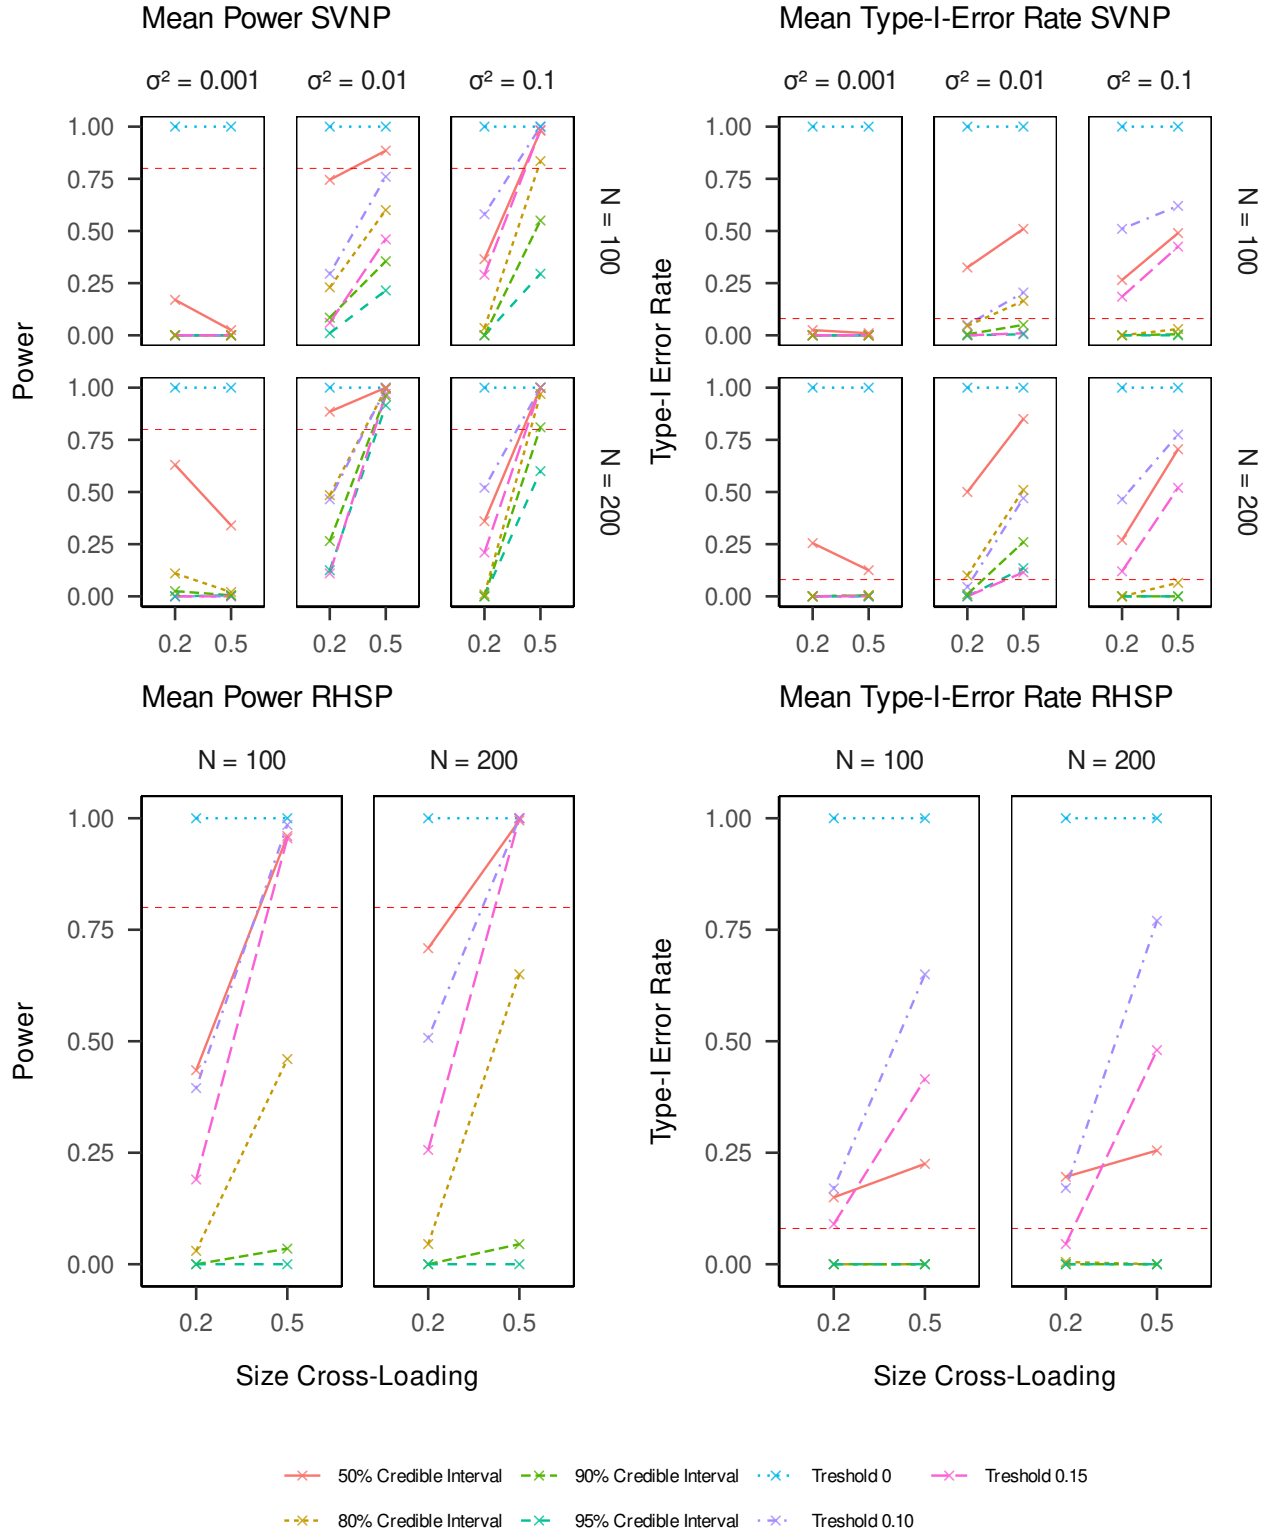 Mean Power SVNP
Mean Type-I-Error Rate SVNP
σ² = 0.001
σ² = 0.01
σ² = 0.1
σ² = 0.001
σ² = 0.01
σ² = 0.1
1.00
0.75
0.50
0.25
0.00
N = 100
1.00
0.75
0.50
0.25
0.00
N = 100
Power
Type-I Error Rate
1.00
0.75
0.50
0.25
0.00
N = 200
1.00
0.75
0.50
0.25
0.00
N = 200
0.2 0.5
0.2 0.5
0.2 0.5
0.2 0.5
0.2 0.5
0.2 0.5
Mean Power RHSP
Mean Type-I-Error Rate RHSP
N = 100
N = 200
N = 100
N = 200
1.00
0.75
0.50
0.25
0.00
Power
1.00
0.75
0.50
0.25
0.00
Type-I Error Rate
0.2 0.5
0.2 0.5
0.2 0.5
0.2 0.5
Size Cross-Loading
Size Cross-Loading
50% Credible Interval
90% Credible Interval
Treshold 0
Treshold 0.15
80% Credible Interval
95% Credible Interval
Treshold 0.10